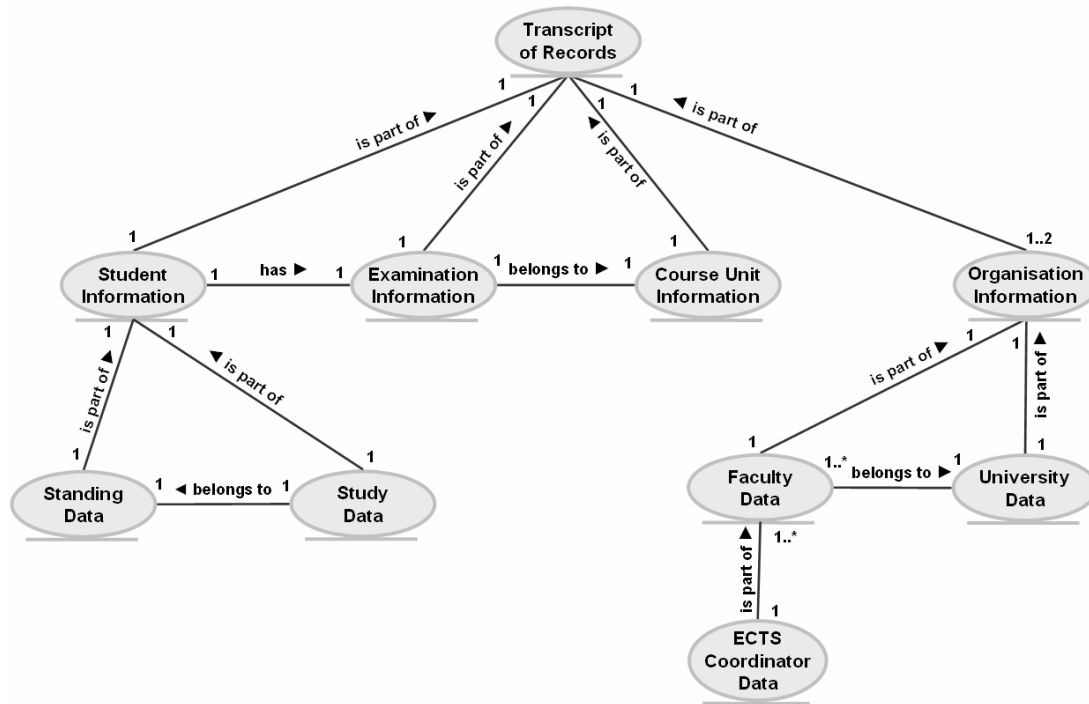 Transcript
of Records
1
1
1
1
is part of ►
is part of ►
◄ is part of
◄ is part of
1
1
1
1..2
Student
Information
1
has ►
1
Examination
Information
1
belongs to ►
1
Course Unit
Information
Organisation
Information
1
1
1
1
is part of ►
◄ is part of
is part of ►
is part of ►
1
1
1
1
Standing
Data
1
◄ belongs to
1
Study
Data
Faculty
Data
1..*
belongs to ►
1
University
Data
is part of ►
1..*
1
ECTS
Coordinator
Data